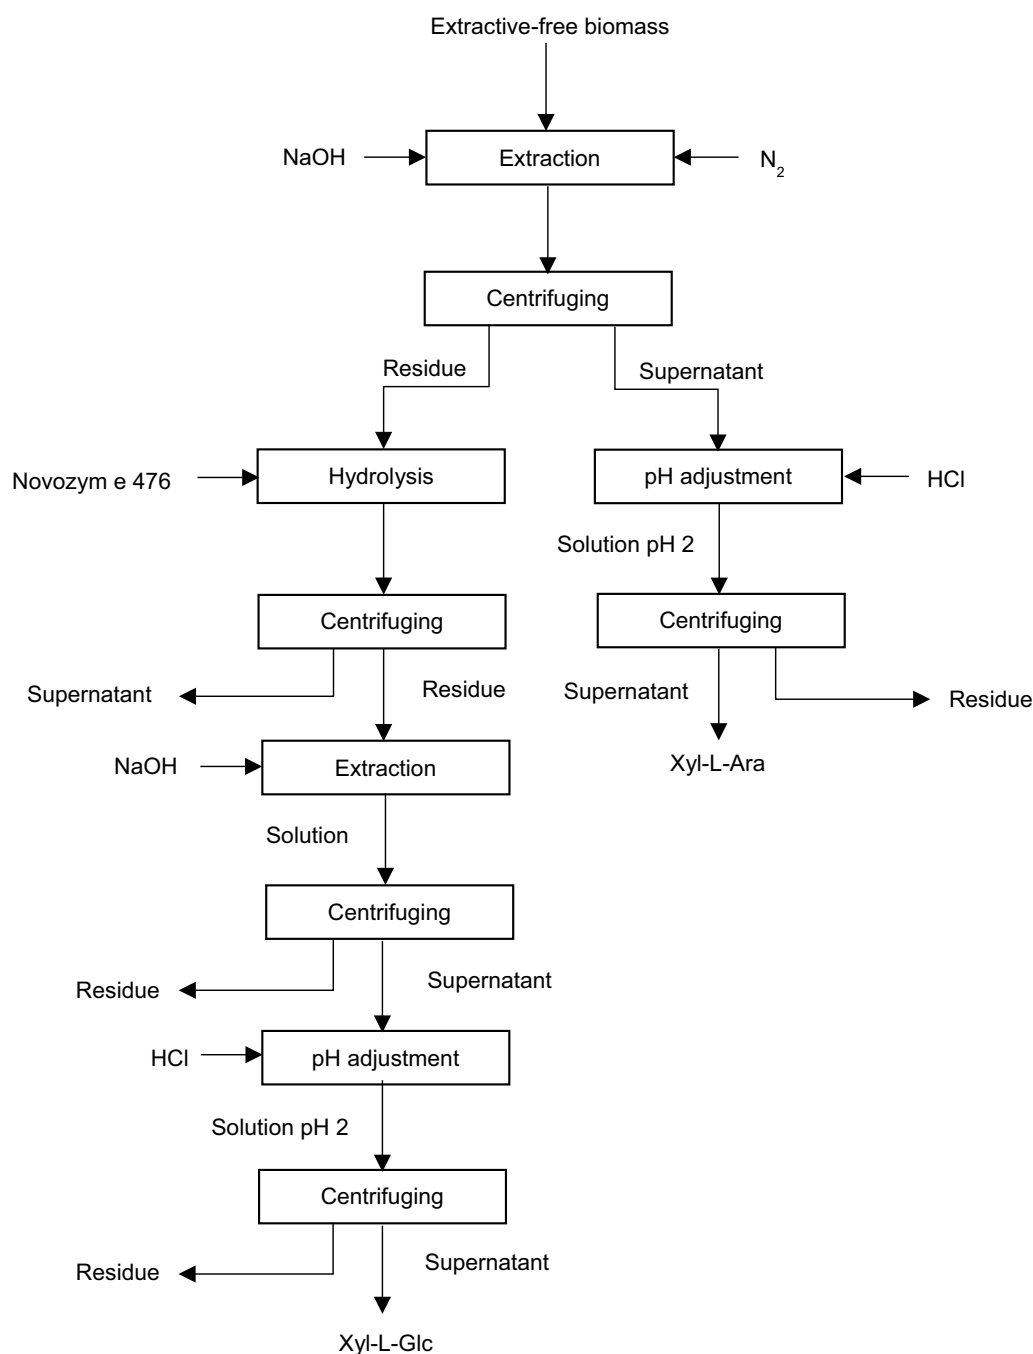 Extractive-free biomass
NaOH
Extraction
N2
Centrifuging
Residue
Supernatant
Novozym e 476
Hydrolysis
pH adjustment
HCl
Solution pH 2
Centrifuging
Centrifuging
Supernatant
Residue
Supernatant
Residue
NaOH
Extraction
Xyl-L-Ara
Solution
Centrifuging
Residue
Supernatant
HCl
pH adjustment
Solution pH 2
Centrifuging
Residue
Supernatant
Xyl-L-Glc